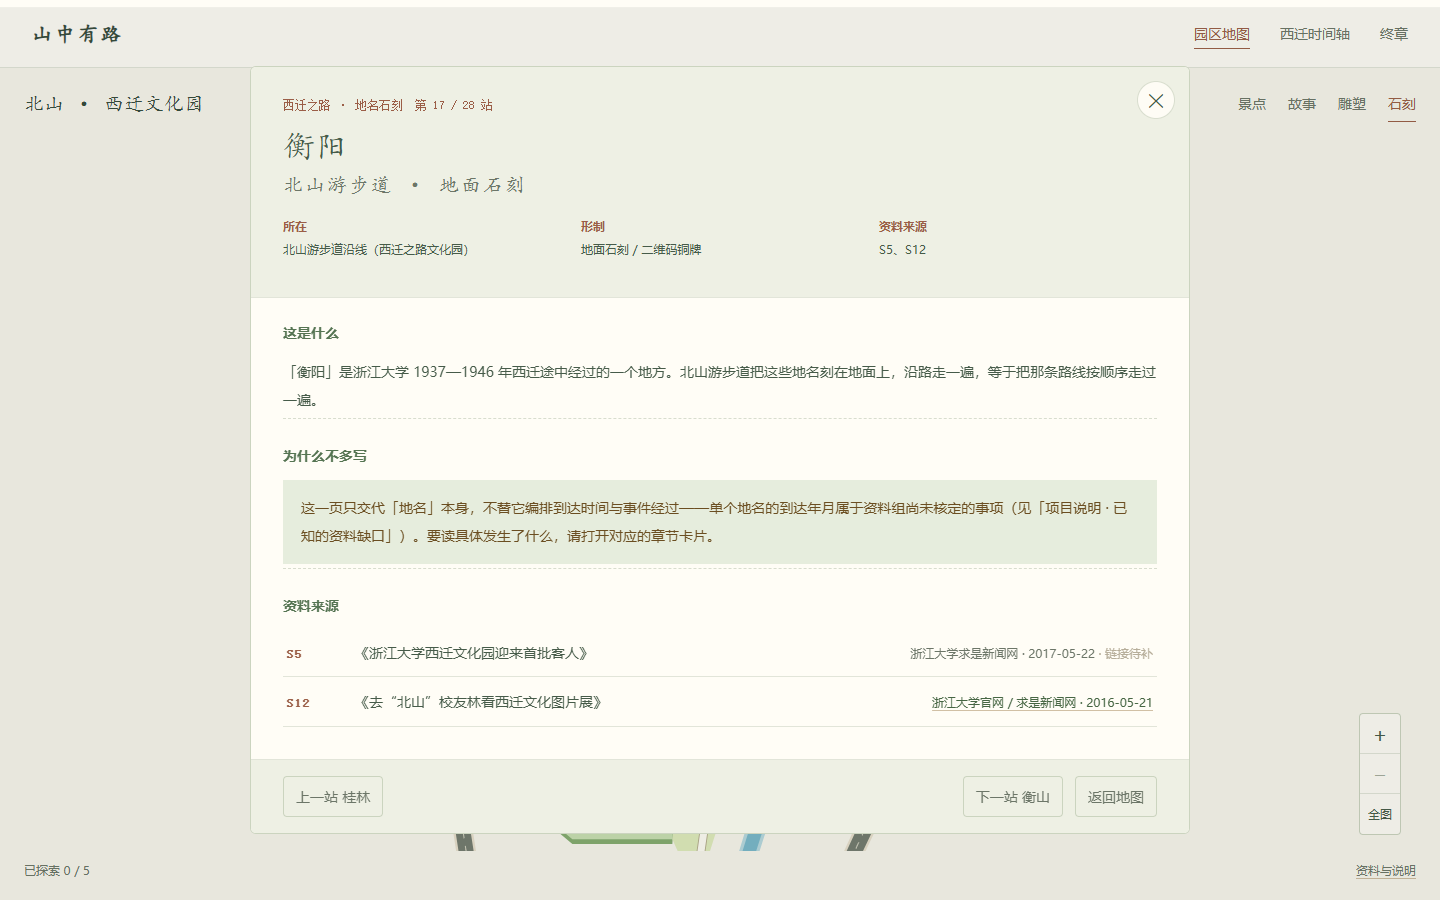 山中有路
园区地图 西迁时间轴 终章
北山 · 西迁文化园
景点 故事 雕塑 石刻
西迁之路 · 地名石刻 第 17 / 28 站
衡阳
北山游步道 · 地面石刻
所在 形制 资料来源
北山游步道沿线（西迁之路文化园） 地面石刻 / 二维码铜牌 S5、S12
这是什么
「衡阳」是浙江大学 1937—1946 年西迁途中经过的一个地方。北山游步道把这些地名刻在地面上，沿路走一遍，等于把那条路线按顺序走过
一遍。
为什么不多写
这一页只交代「地名」本身，不替它编排到达时间与事件经过——单个地名的到达年月属于资料组尚未核定的事项（见「项目说明 · 已
知的资料缺口」）。要读具体发生了什么，请打开对应的章节卡片。
资料来源
S5 《浙江大学西迁文化园迎来首批客人》 浙江大学求是新闻网 · 2017-05-22 · 链接待补
S12 《去“北山”校友林看西迁文化图片展》 浙江大学官网 / 求是新闻网 · 2016-05-21
上一站 桂林 下一站 衡山 返回地图
+
−
全图
已探索 0 / 5
资料与说明